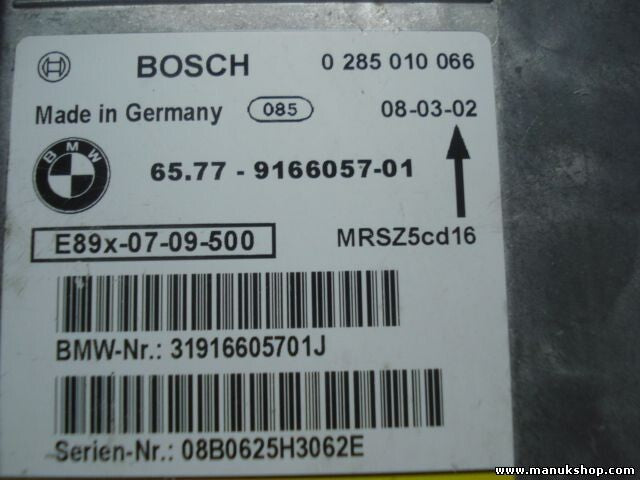 BOSCH 0 285 010 066
Made in Germany 085 08-03-02
BMW 65.77 - 9166057-01
E89x-07-09-500 MRSZ5cd16
BMW-Nr.: 31916605701J
Serien-Nr.: 08B0625H3062E
www.manukshop.com